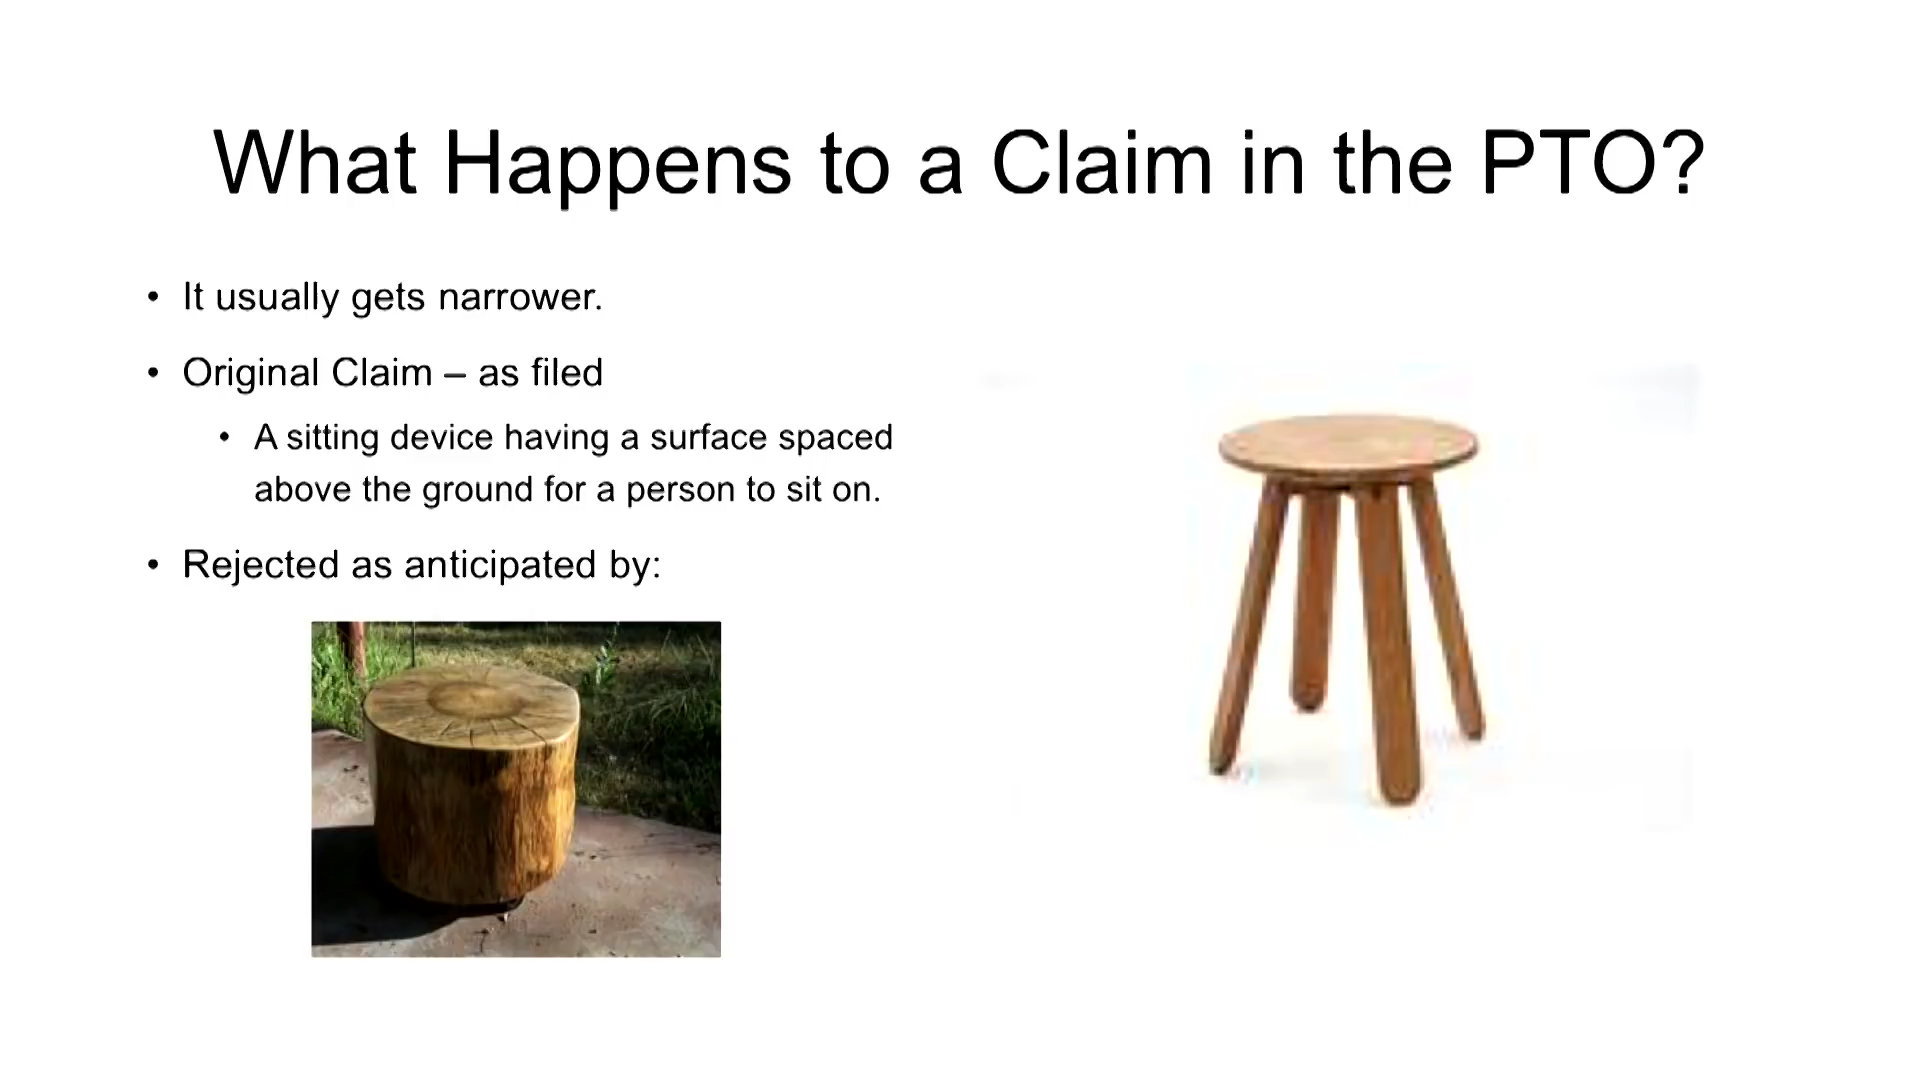 What Happens to a Claim in the PTO?
• It usually gets narrower.
• Original Claim – as filed
• A sitting device having a surface spaced
above the ground for a person to sit on.
• Rejected as anticipated by: